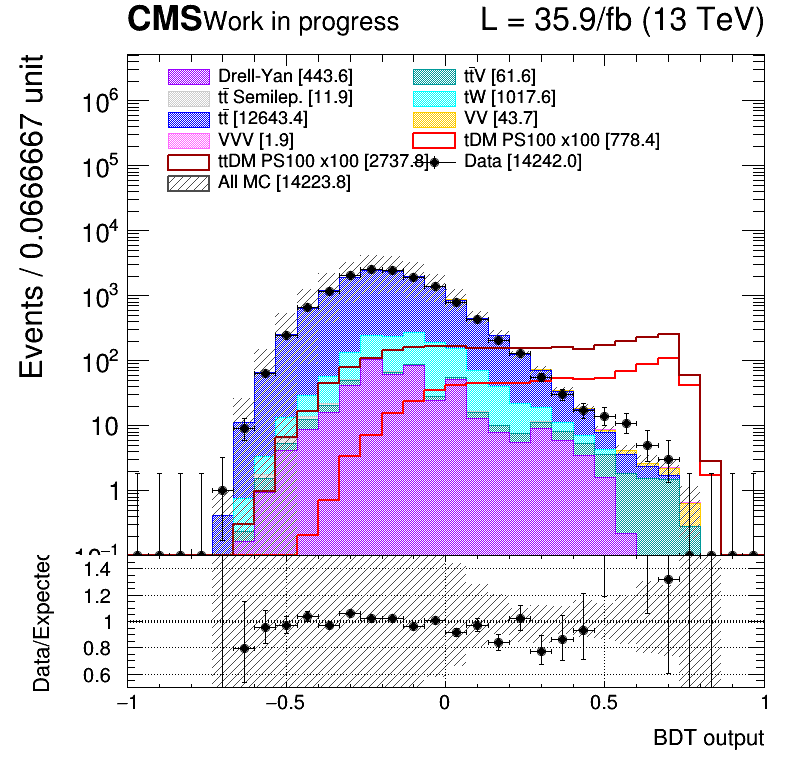 CMS Work in progress L = 35.9/fb (13 TeV)
Events / 0.0666667 unit
Drell-Yan [443.6] tt̄V [61.6]
tt̄ Semilep. [11.9] tW [1017.6]
tt̄ [12643.4] VV [43.7]
VVV [1.9] tDM PS100 x100 [778.4]
ttDM PS100 x100 [2737.8] Data [14242.0]
All MC [14223.8]
10⁶
10⁵
10⁴
10³
10²
10
1
10⁻¹
Data/Expected
1.4
1.2
1
0.8
0.6
−1 −0.5 0 0.5 1
BDT output